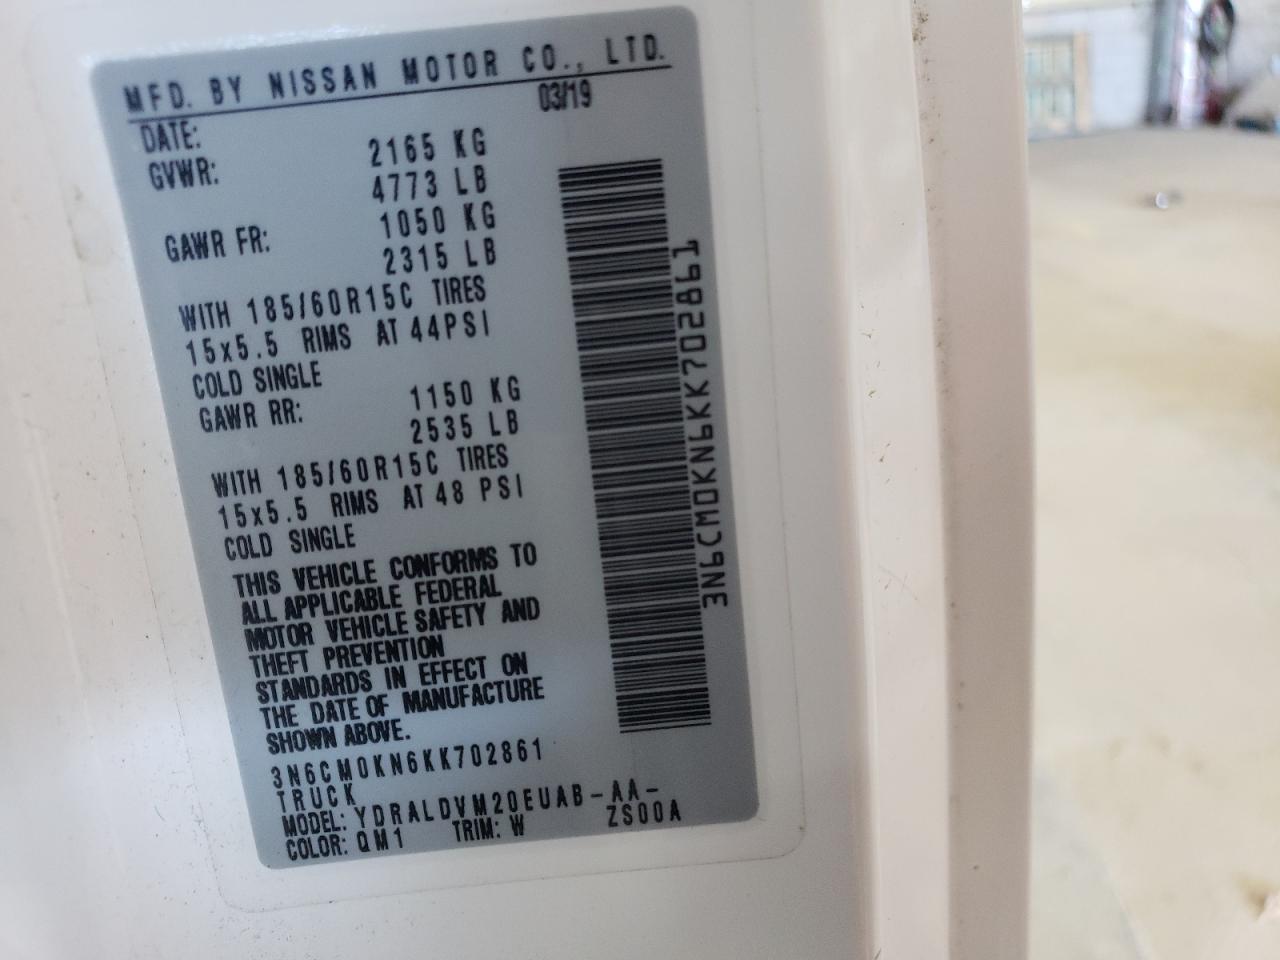 MFD. BY NISSAN MOTOR CO., LTD.
DATE: 03/19
GVWR: 2165 KG
4773 LB
GAWR FR: 1050 KG
2315 LB
WITH 185/60R15C TIRES
15x5.5 RIMS AT 44PSI
COLD SINGLE
GAWR RR: 1150 KG
2535 LB
WITH 185/60R15C TIRES
15x5.5 RIMS AT 48 PSI
COLD SINGLE
THIS VEHICLE CONFORMS TO
ALL APPLICABLE FEDERAL
MOTOR VEHICLE SAFETY AND
THEFT PREVENTION
STANDARDS IN EFFECT ON
THE DATE OF MANUFACTURE
SHOWN ABOVE.
3N6CM0KN6KK702861
TRUCK
MODEL: YDRALDVM20EUAB-AA-
COLOR: QM1 TRIM: W ZS00A
3N6CM0KN6KK702861